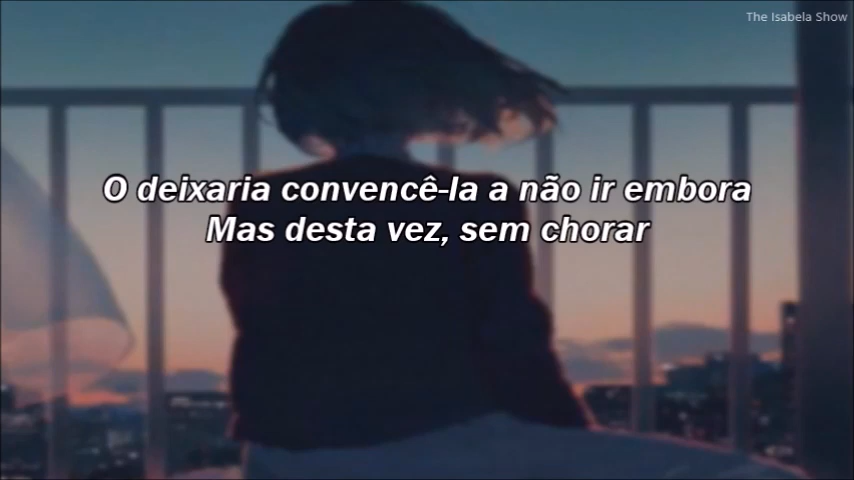 The Isabela Show
O deixaria convencê-la a não ir embora
Mas desta vez, sem chorar